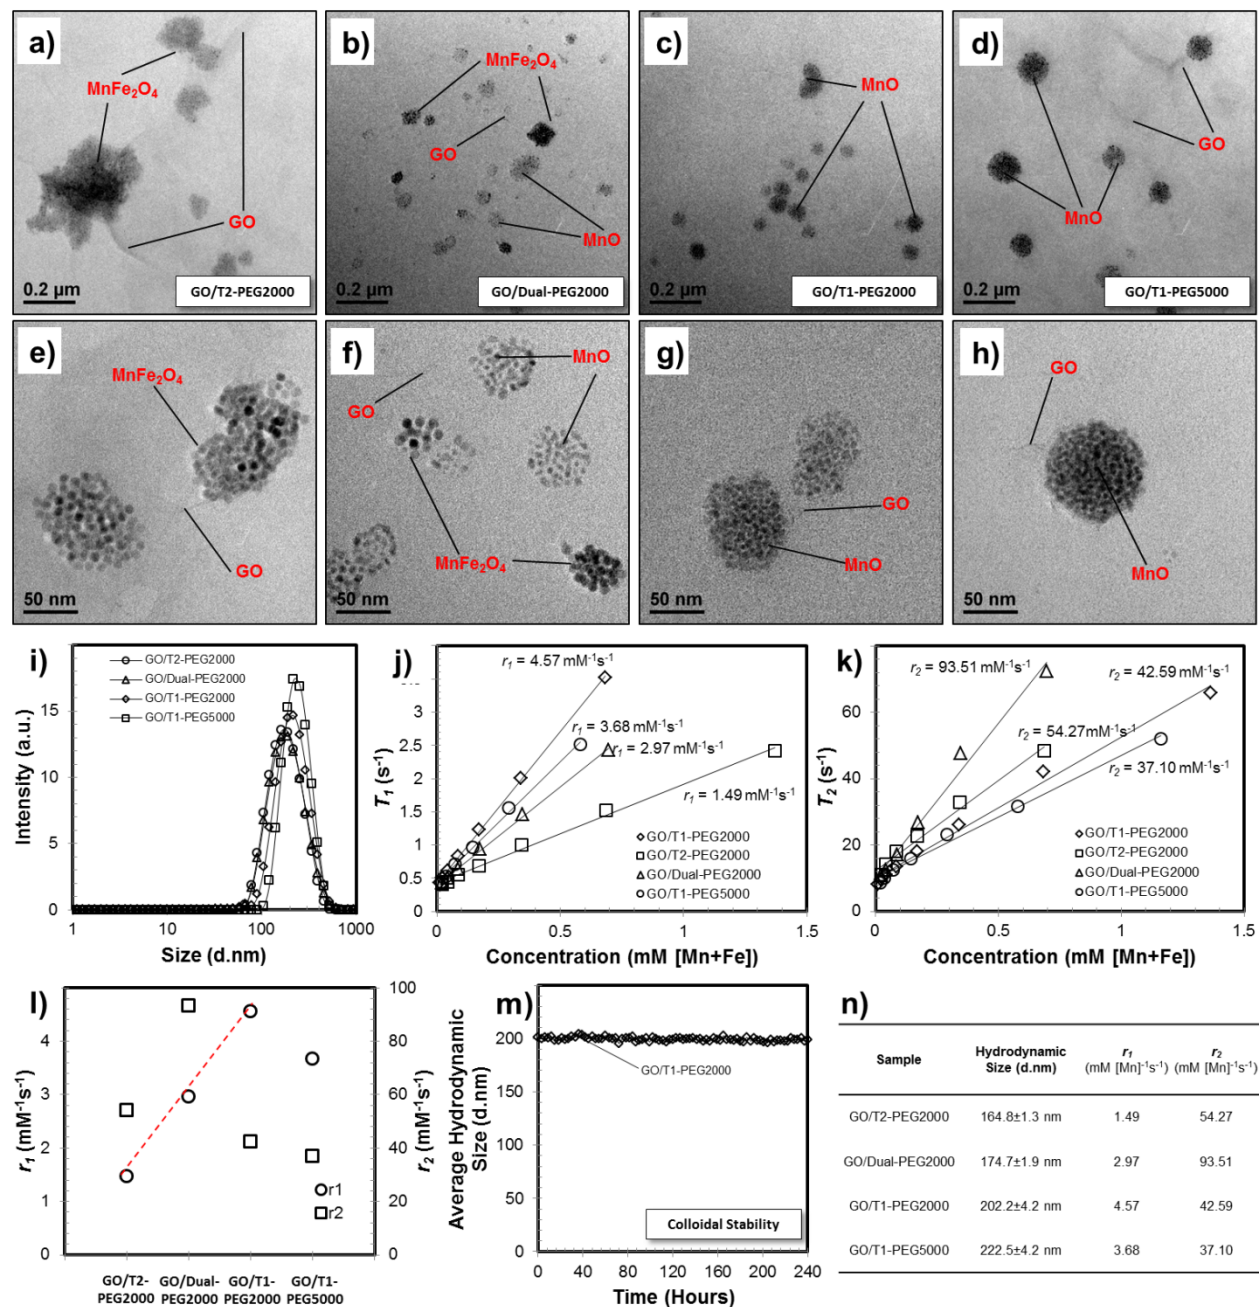 a)
MnFe₂O₄
GO
0.2 µm
GO/T2-PEG2000
b)
MnFe₂O₄
GO
MnO
0.2 µm
GO/Dual-PEG2000
c)
MnO
0.2 µm
GO/T1-PEG2000
d)
GO
MnO
0.2 µm
GO/T1-PEG5000
e)
MnFe₂O₄
GO
50 nm
f)
MnO
GO
MnFe₂O₄
50 nm
g)
GO
MnO
50 nm
h)
GO
MnO
50 nm
i)
GO/T2-PEG2000
GO/Dual-PEG2000
GO/T1-PEG2000
GO/T1-PEG5000
Intensity (a.u.)
15
10
5
0
1 10 100 1000
Size (d.nm)
j)
r₁ = 4.57 mM⁻¹s⁻¹
r₁ = 3.68 mM⁻¹s⁻¹
r₁ = 2.97 mM⁻¹s⁻¹
r₁ = 1.49 mM⁻¹s⁻¹
GO/T1-PEG2000
GO/T2-PEG2000
GO/Dual-PEG2000
GO/T1-PEG5000
T₁ (s⁻¹)
3
2.5
2
1.5
1
0.5
0
0 0.5 1 1.5
Concentration (mM [Mn+Fe])
k)
r₂ = 93.51 mM⁻¹s⁻¹
r₂ = 42.59 mM⁻¹s⁻¹
r₂ = 54.27 mM⁻¹s⁻¹
r₂ = 37.10 mM⁻¹s⁻¹
GO/T1-PEG2000
GO/T2-PEG2000
GO/Dual-PEG2000
GO/T1-PEG5000
T₂ (s⁻¹)
60
40
20
0
0 0.5 1 1.5
Concentration (mM [Mn+Fe])
l)
r₁ (mM⁻¹s⁻¹)
4
3
2
1
0
100
80
60
40
20
0
r₂ (mM⁻¹s⁻¹)
r1
r2
GO/T2-PEG2000
GO/Dual-PEG2000
GO/T1-PEG2000
GO/T1-PEG5000
m)
Average Hydrodynamic
Size (d.nm)
200
150
100
50
0
GO/T1-PEG2000
Colloidal Stability
0 40 80 120 160 200 240
Time (Hours)
n)
Sample Hydrodynamic Size (d.nm) r₁ (mM [Mn]⁻¹s⁻¹) r₂ (mM [Mn]⁻¹s⁻¹)
GO/T2-PEG2000 164.8±1.3 nm 1.49 54.27
GO/Dual-PEG2000 174.7±1.9 nm 2.97 93.51
GO/T1-PEG2000 202.2±4.2 nm 4.57 42.59
GO/T1-PEG5000 222.5±4.2 nm 3.68 37.10